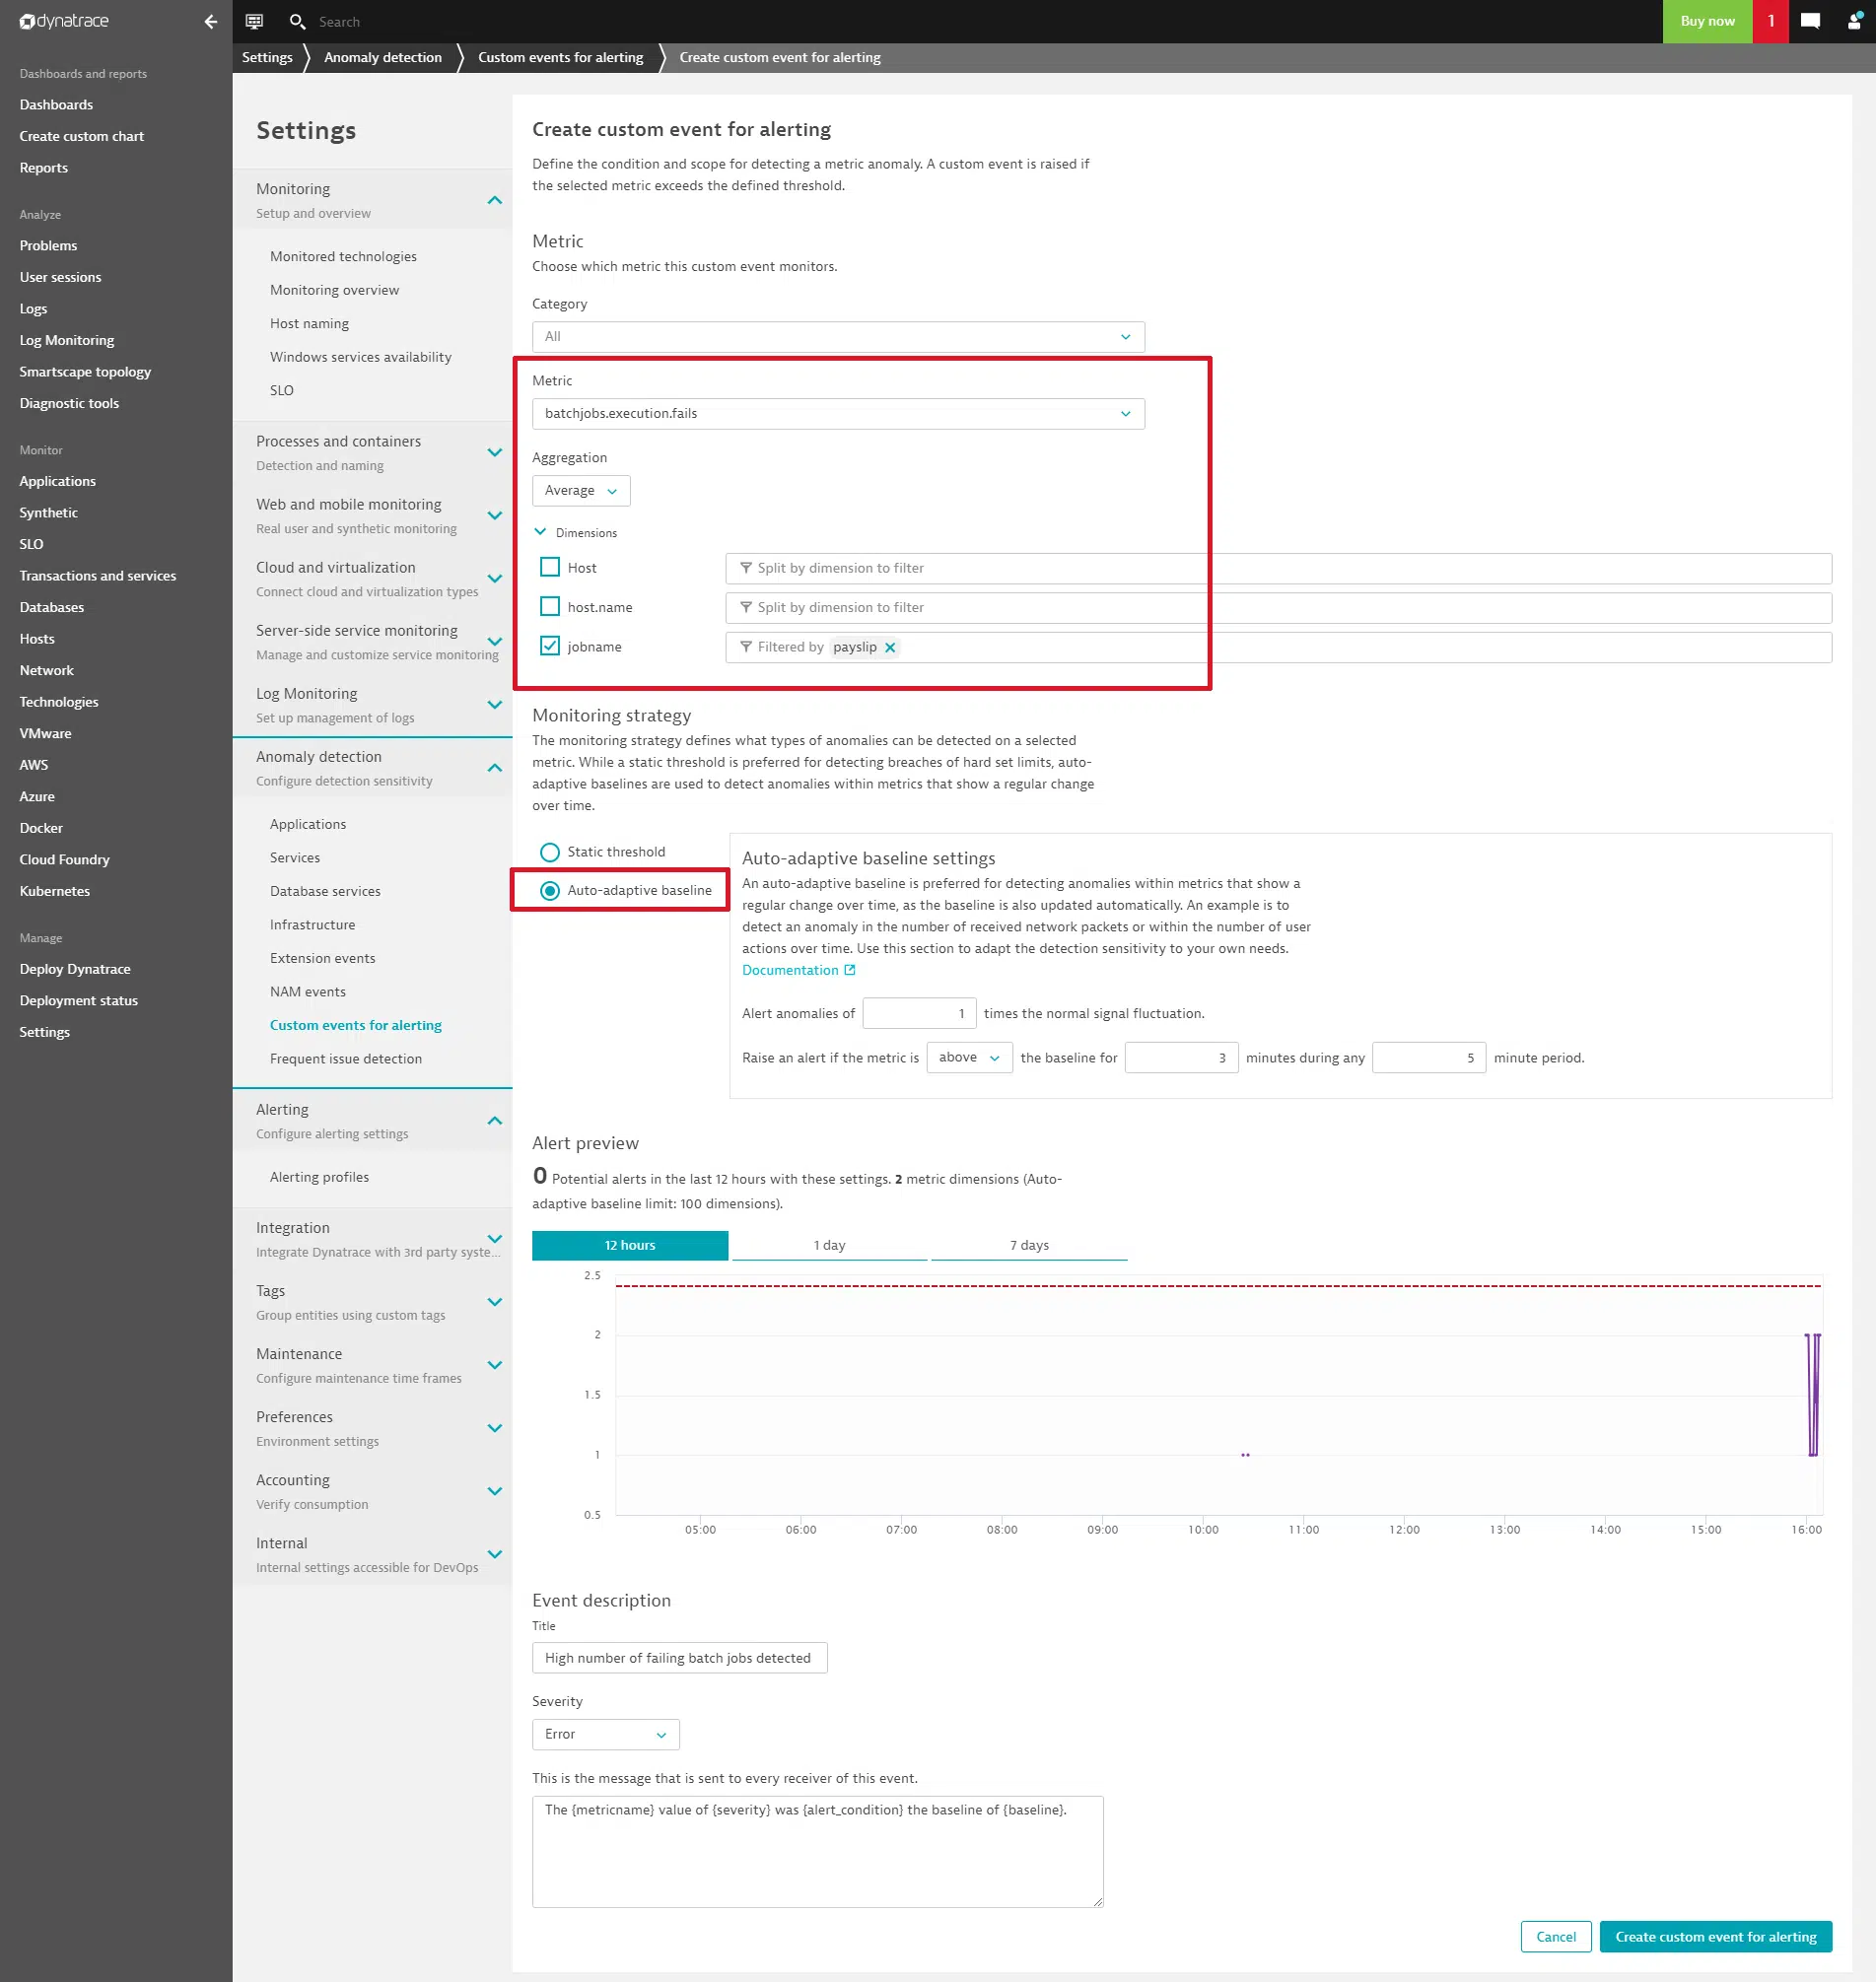 dynatrace
Search
Buy now
1
Settings
Anomaly detection
Custom events for alerting
Create custom event for alerting
Dashboards and reports
Dashboards
Create custom chart
Reports
Analyze
Problems
User sessions
Logs
Log Monitoring
Smartscape topology
Diagnostic tools
Monitor
Applications
Synthetic
SLO
Transactions and services
Databases
Hosts
Network
Technologies
VMware
AWS
Azure
Docker
Cloud Foundry
Kubernetes
Manage
Deploy Dynatrace
Deployment status
Settings
Settings
Monitoring
Setup and overview
Monitored technologies
Monitoring overview
Host naming
Windows services availability
SLO
Processes and containers
Detection and naming
Web and mobile monitoring
Real user and synthetic monitoring
Cloud and virtualization
Connect cloud and virtualization types
Server-side service monitoring
Manage and customize service monitoring
Log Monitoring
Set up management of logs
Anomaly detection
Configure detection sensitivity
Applications
Services
Database services
Infrastructure
Extension events
NAM events
Custom events for alerting
Frequent issue detection
Alerting
Configure alerting settings
Alerting profiles
Integration
Integrate Dynatrace with 3rd party syste...
Tags
Group entities using custom tags
Maintenance
Configure maintenance time frames
Preferences
Environment settings
Accounting
Verify consumption
Internal
Internal settings accessible for DevOps
Create custom event for alerting
Define the condition and scope for detecting a metric anomaly. A custom event is raised if
the selected metric exceeds the defined threshold.
Metric
Choose which metric this custom event monitors.
Category
All
Metric
batchjobs.execution.fails
Aggregation
Average
Dimensions
Host
Split by dimension to filter
host.name
Split by dimension to filter
jobname
Filtered by payslip
Monitoring strategy
The monitoring strategy defines what types of anomalies can be detected on a selected
metric. While a static threshold is preferred for detecting breaches of hard set limits, auto-
adaptive baselines are used to detect anomalies within metrics that show a regular change
over time.
Static threshold
Auto-adaptive baseline
Auto-adaptive baseline settings
An auto-adaptive baseline is preferred for detecting anomalies within metrics that show a
regular change over time, as the baseline is also updated automatically. An example is to
detect an anomaly in the number of received network packets or within the number of user
actions over time. Use this section to adapt the detection sensitivity to your own needs.
Documentation
Alert anomalies of 1 times the normal signal fluctuation.
Raise an alert if the metric is above the baseline for 3 minutes during any 5 minute period.
Alert preview
0 Potential alerts in the last 12 hours with these settings. 2 metric dimensions (Auto-
adaptive baseline limit: 100 dimensions).
12 hours
1 day
7 days
2.5
2
1.5
1
0.5
05:00
06:00
07:00
08:00
09:00
10:00
11:00
12:00
13:00
14:00
15:00
16:00
Event description
Title
High number of failing batch jobs detected
Severity
Error
This is the message that is sent to every receiver of this event.
The {metricname} value of {severity} was {alert_condition} the baseline of {baseline}.
Cancel
Create custom event for alerting